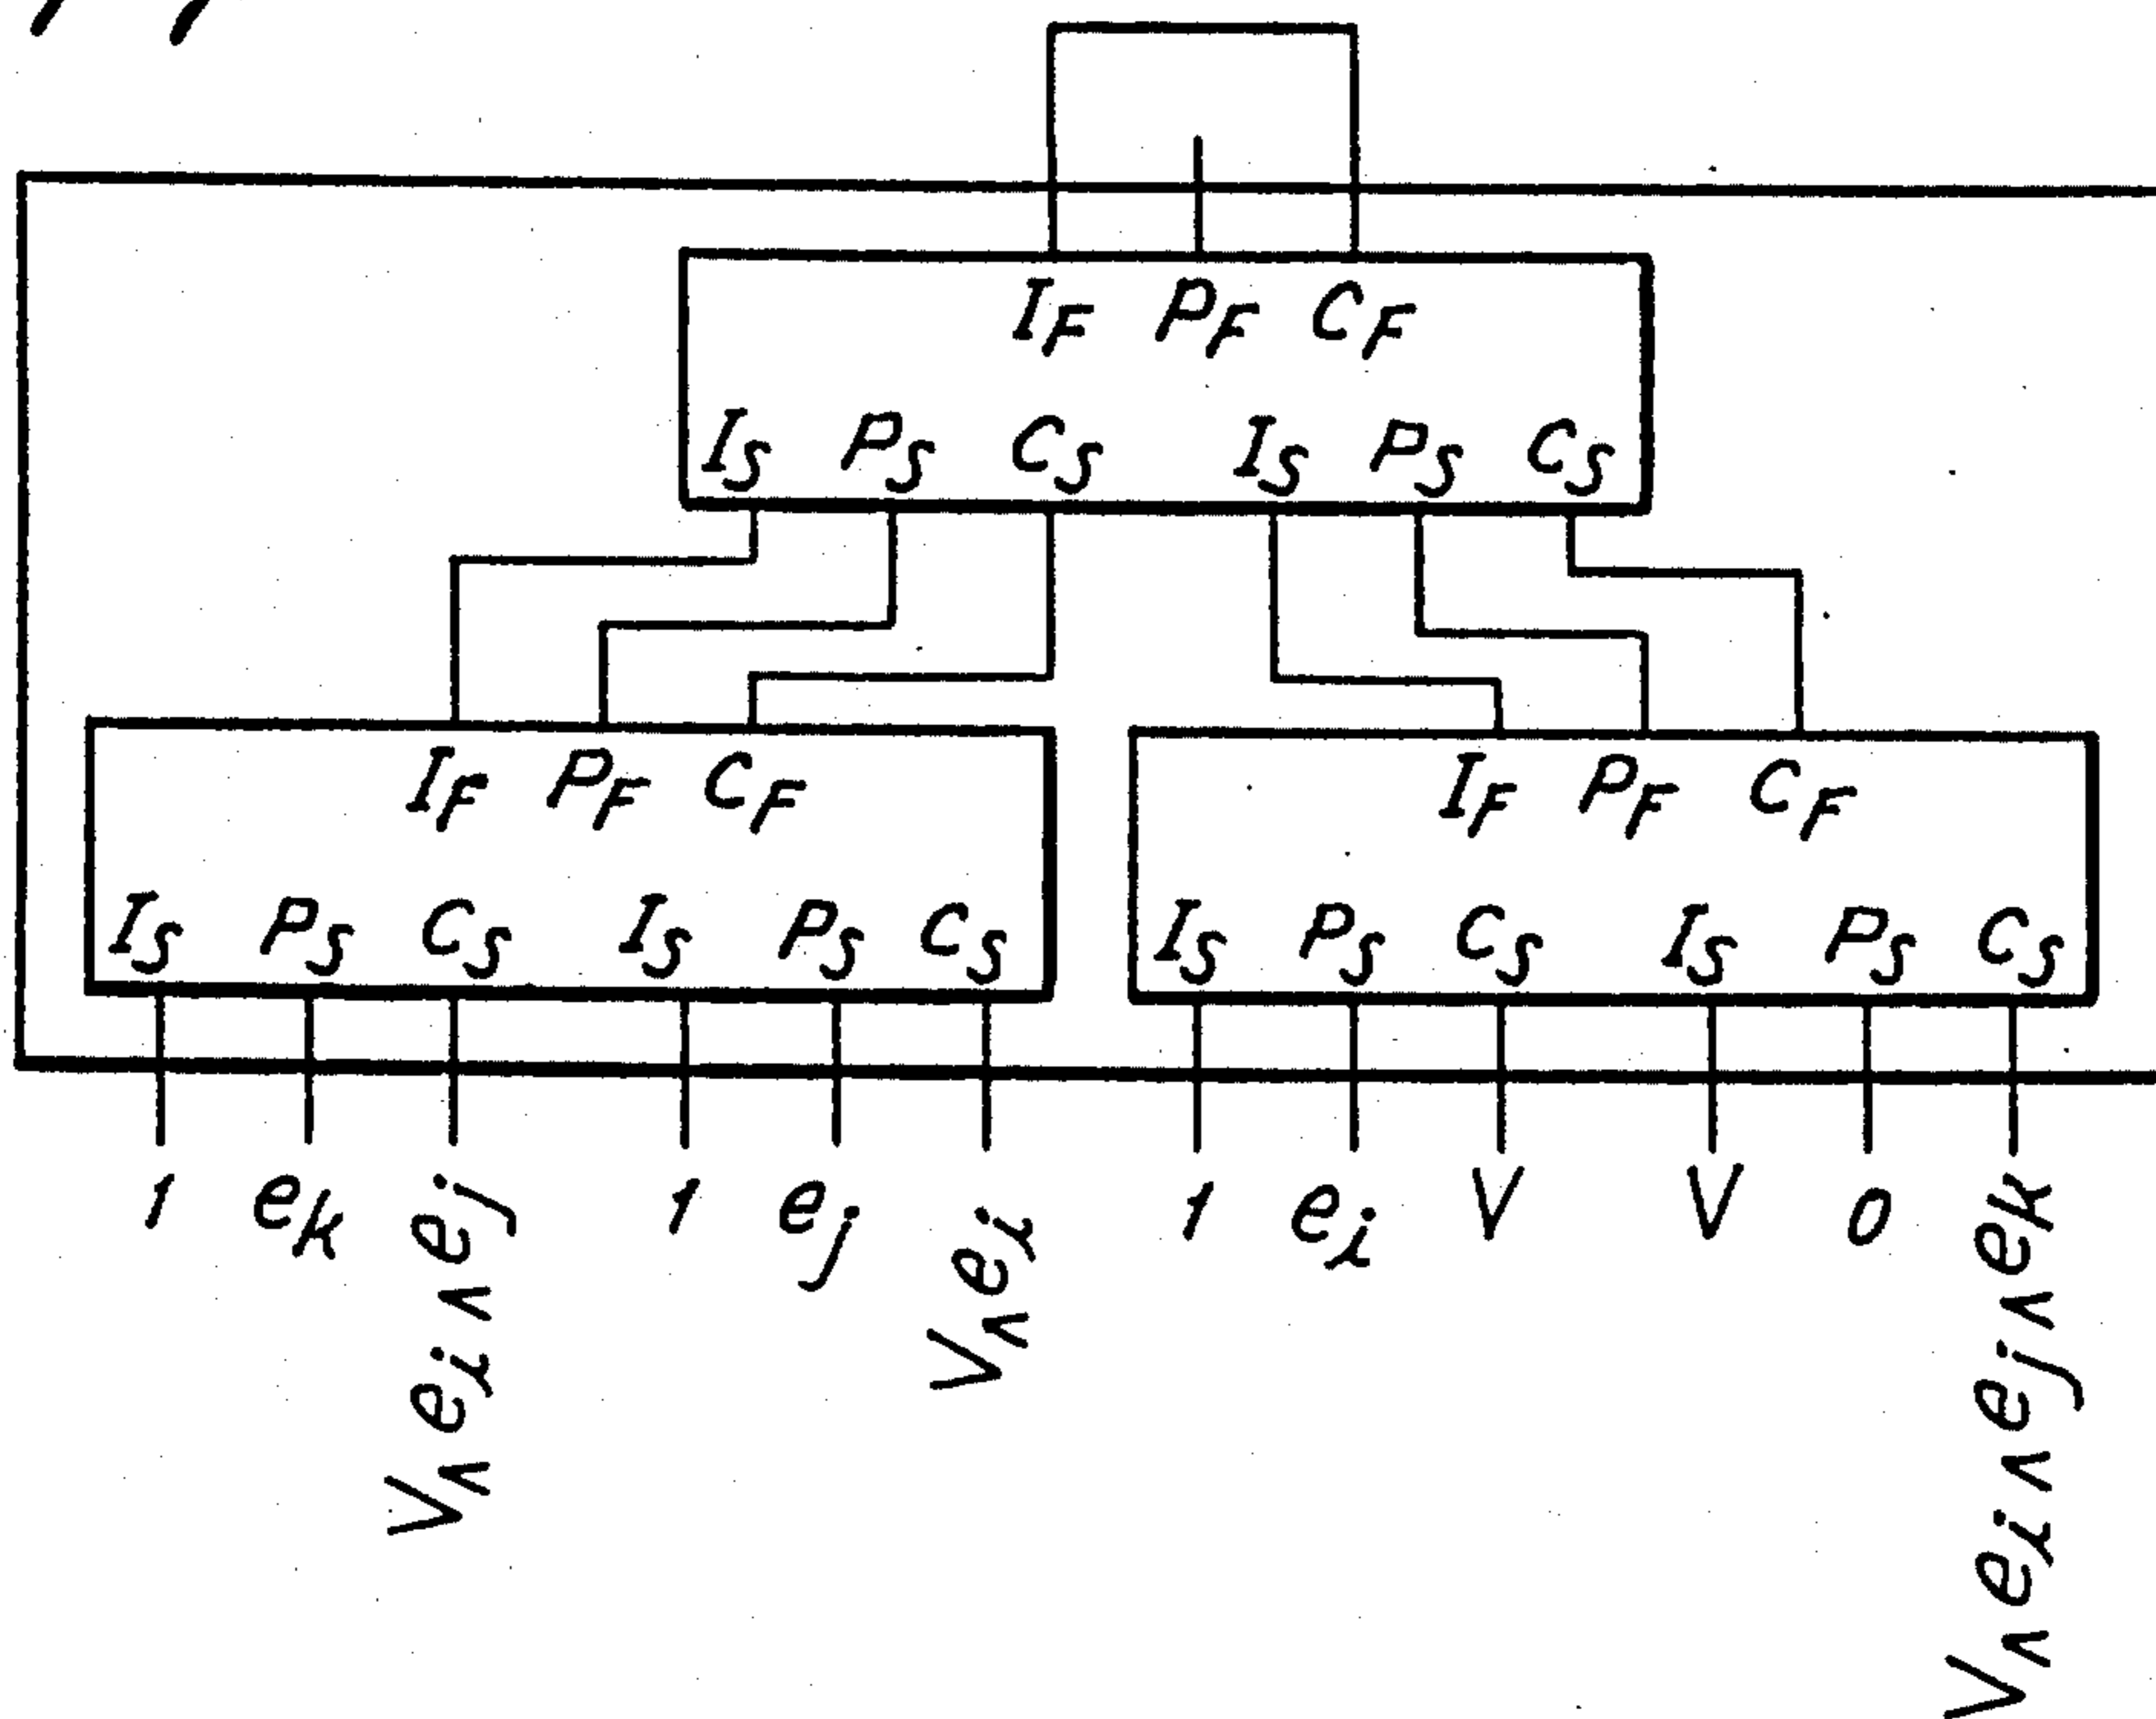 I_F P_F C_F
I_S P_S C_S I_S P_S C_S
I_F P_F C_F I_F P_F C_F
I_S P_S C_S I_S P_S C_S I_S P_S C_S I_S P_S C_S
1 e_k V∧e_i∧e_j 1 e_j V∧e_i 1 e_i V V 0 V∧e_i∧e_j∧e_k